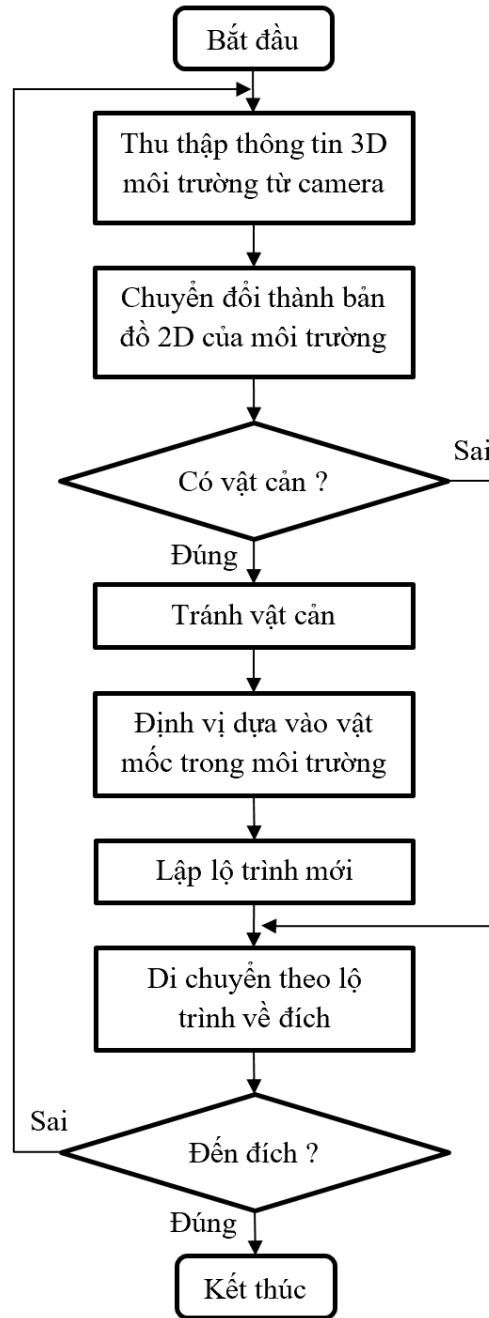 Bắt đầu
Thu thập thông tin 3D
môi trường từ camera
Chuyển đổi thành bản
đồ 2D của môi trường
Sai
Có vật cản ?
Đúng
Tránh vật cản
Định vị dựa vào vật
mốc trong môi trường
Lập lộ trình mới
Di chuyển theo lộ
trình về đích
Sai
Đến đích ?
Đúng
Kết thúc